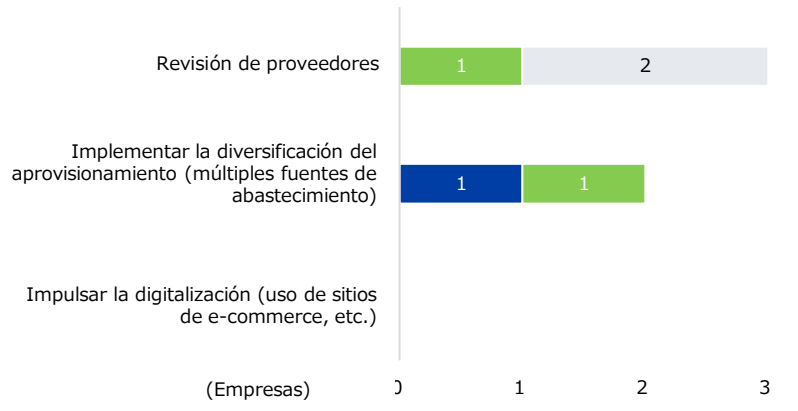 Revisión de proveedores
1
2
Implementar la diversificación del
aprovisionamiento (múltiples fuentes de
abastecimiento)
1
1
Impulsar la digitalización (uso de sitios
de e-commerce, etc.)
(Empresas)
0
1
2
3